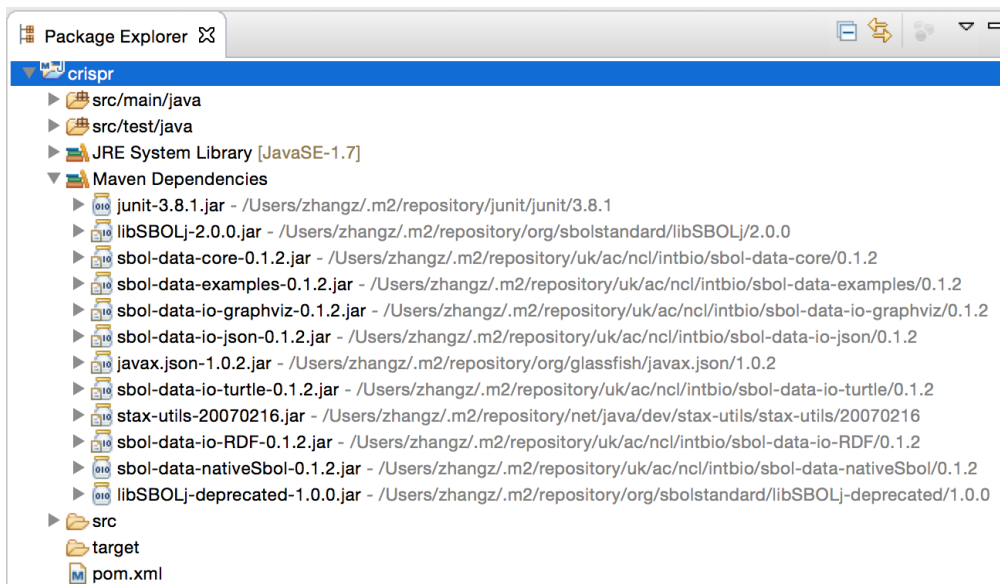 Package Explorer
crispr
src/main/java
src/test/java
JRE System Library [JavaSE-1.7]
Maven Dependencies
junit-3.8.1.jar - /Users/zhangz/.m2/repository/junit/junit/3.8.1
libSBOLj-2.0.0.jar - /Users/zhangz/.m2/repository/org/sbolstandard/libSBOLj/2.0.0
sbol-data-core-0.1.2.jar - /Users/zhangz/.m2/repository/uk/ac/ncl/intbio/sbol-data-core/0.1.2
sbol-data-examples-0.1.2.jar - /Users/zhangz/.m2/repository/uk/ac/ncl/intbio/sbol-data-examples/0.1.2
sbol-data-io-graphviz-0.1.2.jar - /Users/zhangz/.m2/repository/uk/ac/ncl/intbio/sbol-data-io-graphviz/0.1.2
sbol-data-io-json-0.1.2.jar - /Users/zhangz/.m2/repository/uk/ac/ncl/intbio/sbol-data-io-json/0.1.2
javax.json-1.0.2.jar - /Users/zhangz/.m2/repository/org/glassfish/javax.json/1.0.2
sbol-data-io-turtle-0.1.2.jar - /Users/zhangz/.m2/repository/uk/ac/ncl/intbio/sbol-data-io-turtle/0.1.2
stax-utils-20070216.jar - /Users/zhangz/.m2/repository/net/java/dev/stax-utils/stax-utils/20070216
sbol-data-io-RDF-0.1.2.jar - /Users/zhangz/.m2/repository/uk/ac/ncl/intbio/sbol-data-io-RDF/0.1.2
sbol-data-nativeSbol-0.1.2.jar - /Users/zhangz/.m2/repository/uk/ac/ncl/intbio/sbol-data-nativeSbol/0.1.2
libSBOLj-deprecated-1.0.0.jar - /Users/zhangz/.m2/repository/org/sbolstandard/libSBOLj-deprecated/1.0.0
src
target
pom.xml